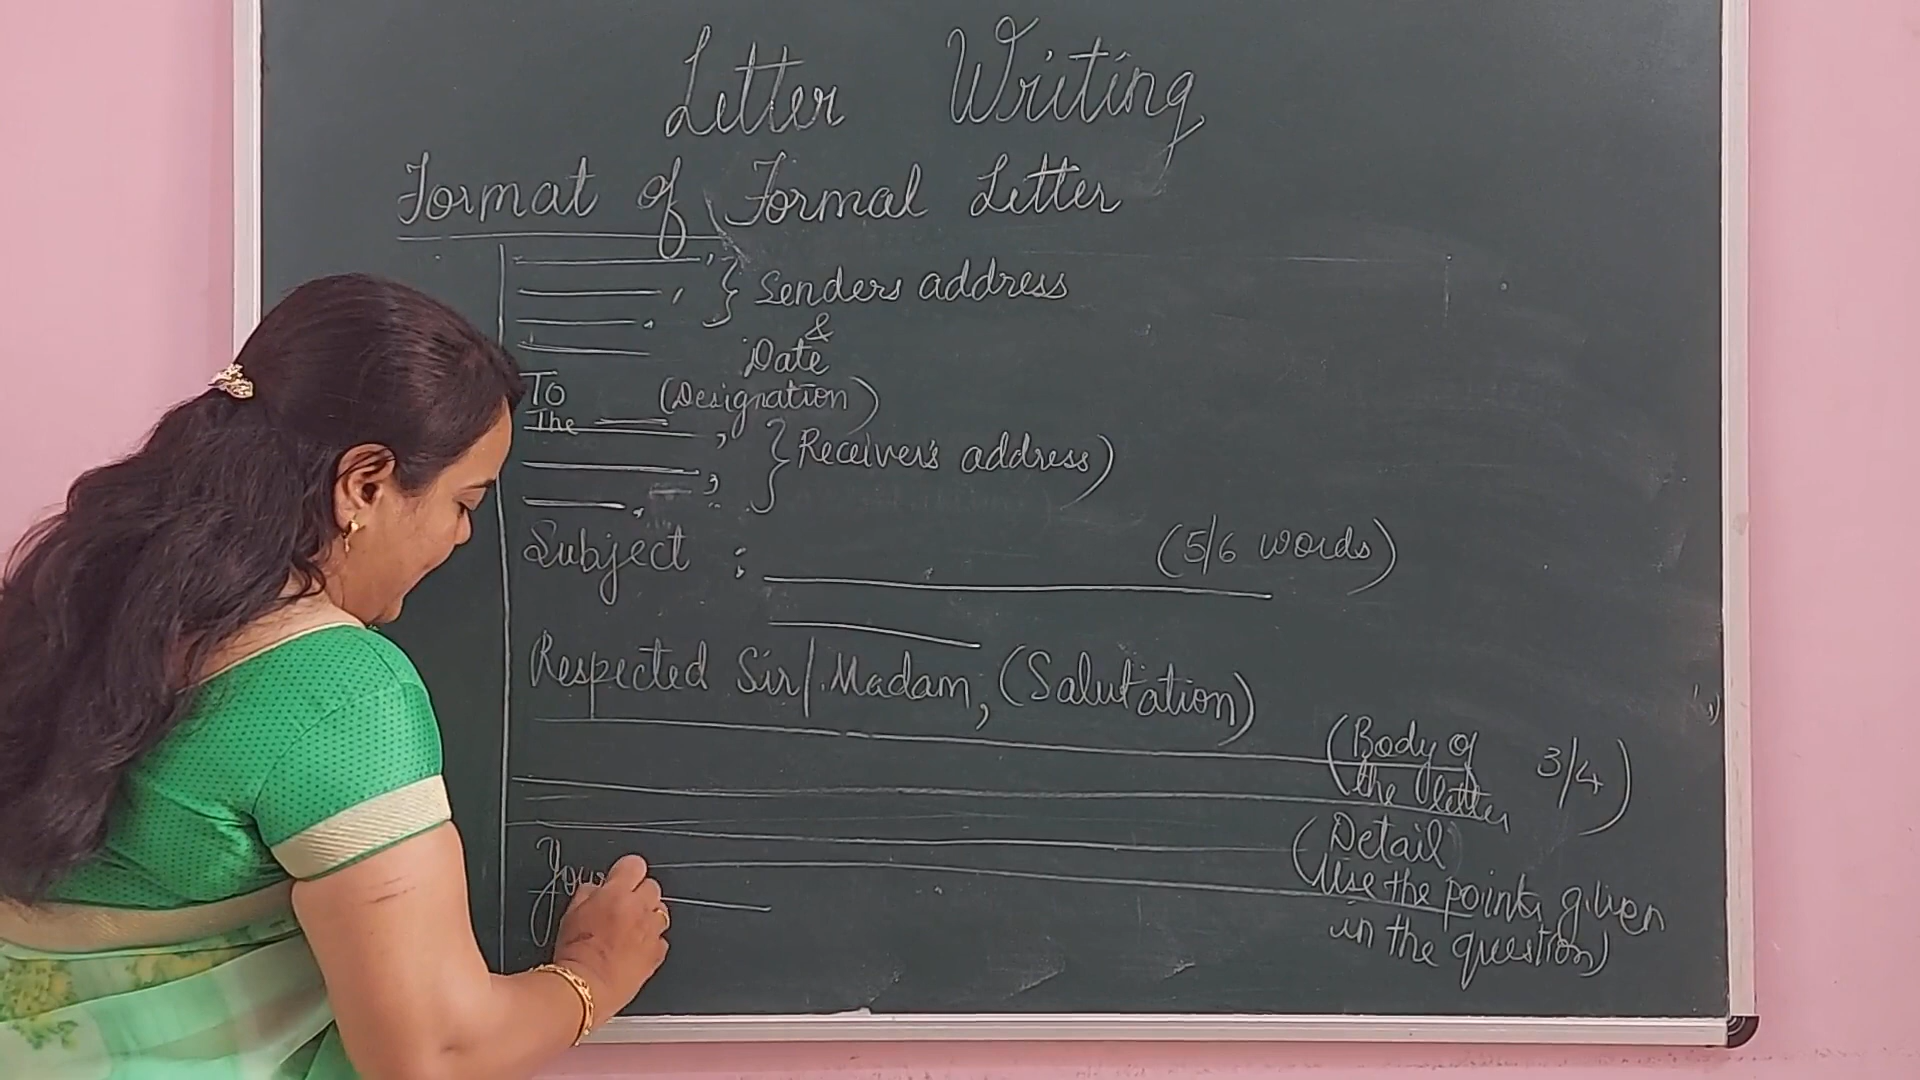 Letter Writing
Format of Formal Letter
Senders address
&
Date
To (Designation)
The
Receiver's address)
Subject : (5/6 words)
Respected Sir/Madam, (Salutation)
(Body of 3/4)
the letter
(Detail
Use the points given
in the question)
Your